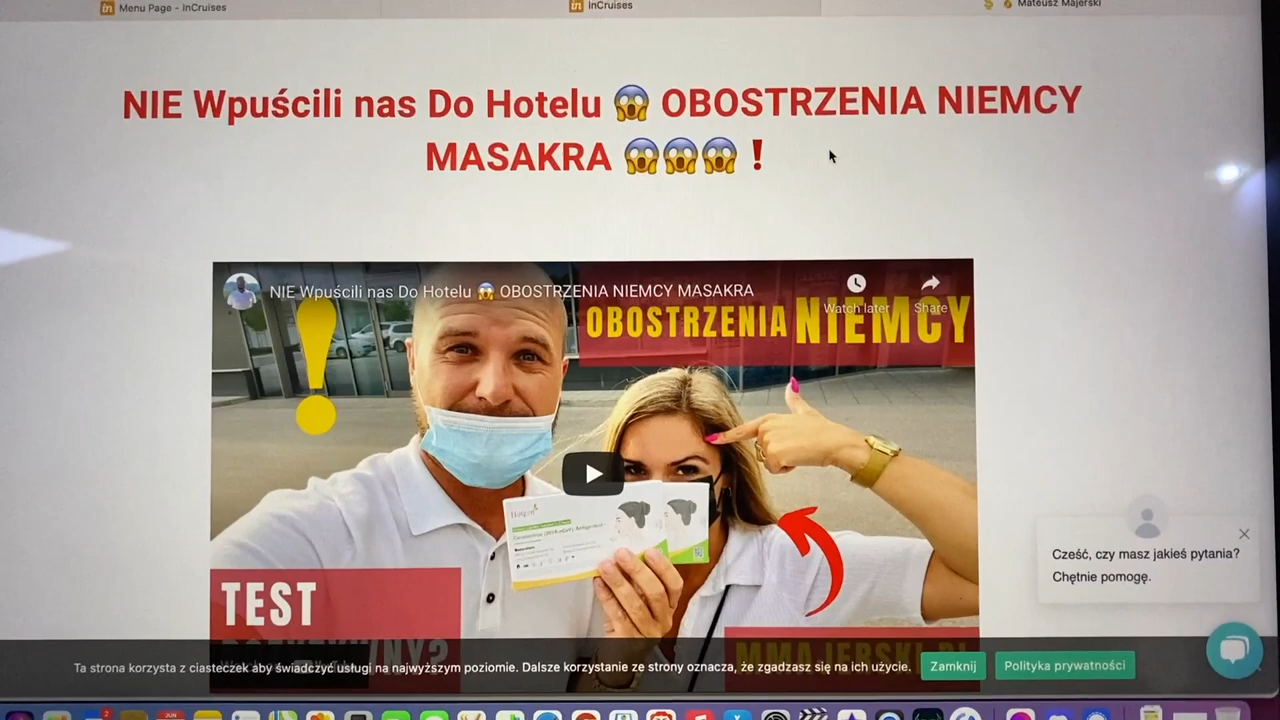 Menu Page - InCruises
InCruises
Mateusz Majerski
NIE Wpuścili nas Do Hotelu 😱 OBOSTRZENIA NIEMCY
MASAKRA 😱😱😱❗
NIE Wpuścili nas Do Hotelu 😱 OBOSTRZENIA NIEMCY MASAKRA
Watch later
Share
OBOSTRZENIA NIEMCY
TEST
Cześć, czy masz jakieś pytania?
Chętnie pomogę.
Ta strona korzysta z ciasteczek aby świadczyć usługi na najwyższym poziomie. Dalsze korzystanie ze strony oznacza, że zgadzasz się na ich użycie.
Zamknij
Polityka prywatności